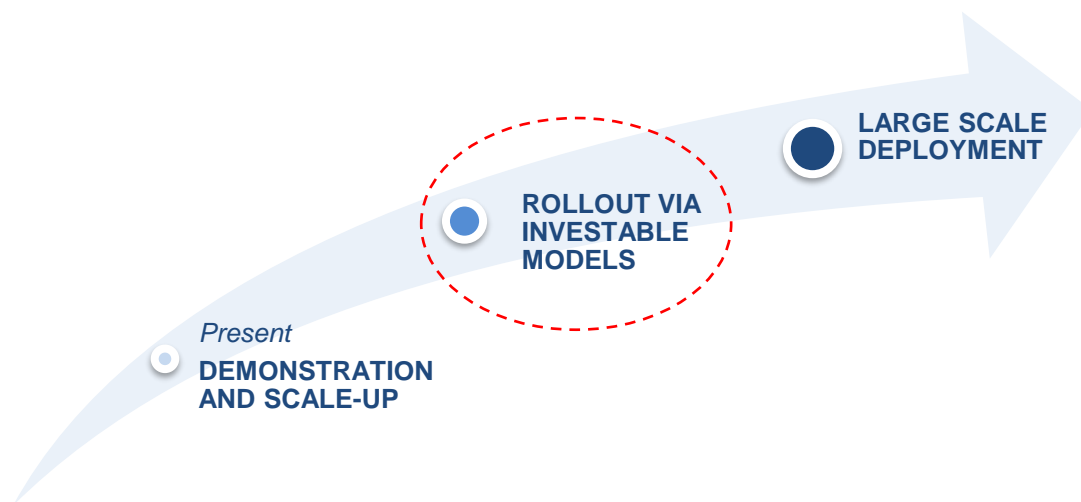 LARGE SCALE
DEPLOYMENT
ROLLOUT VIA
INVESTABLE
MODELS
Present
DEMONSTRATION
AND SCALE-UP